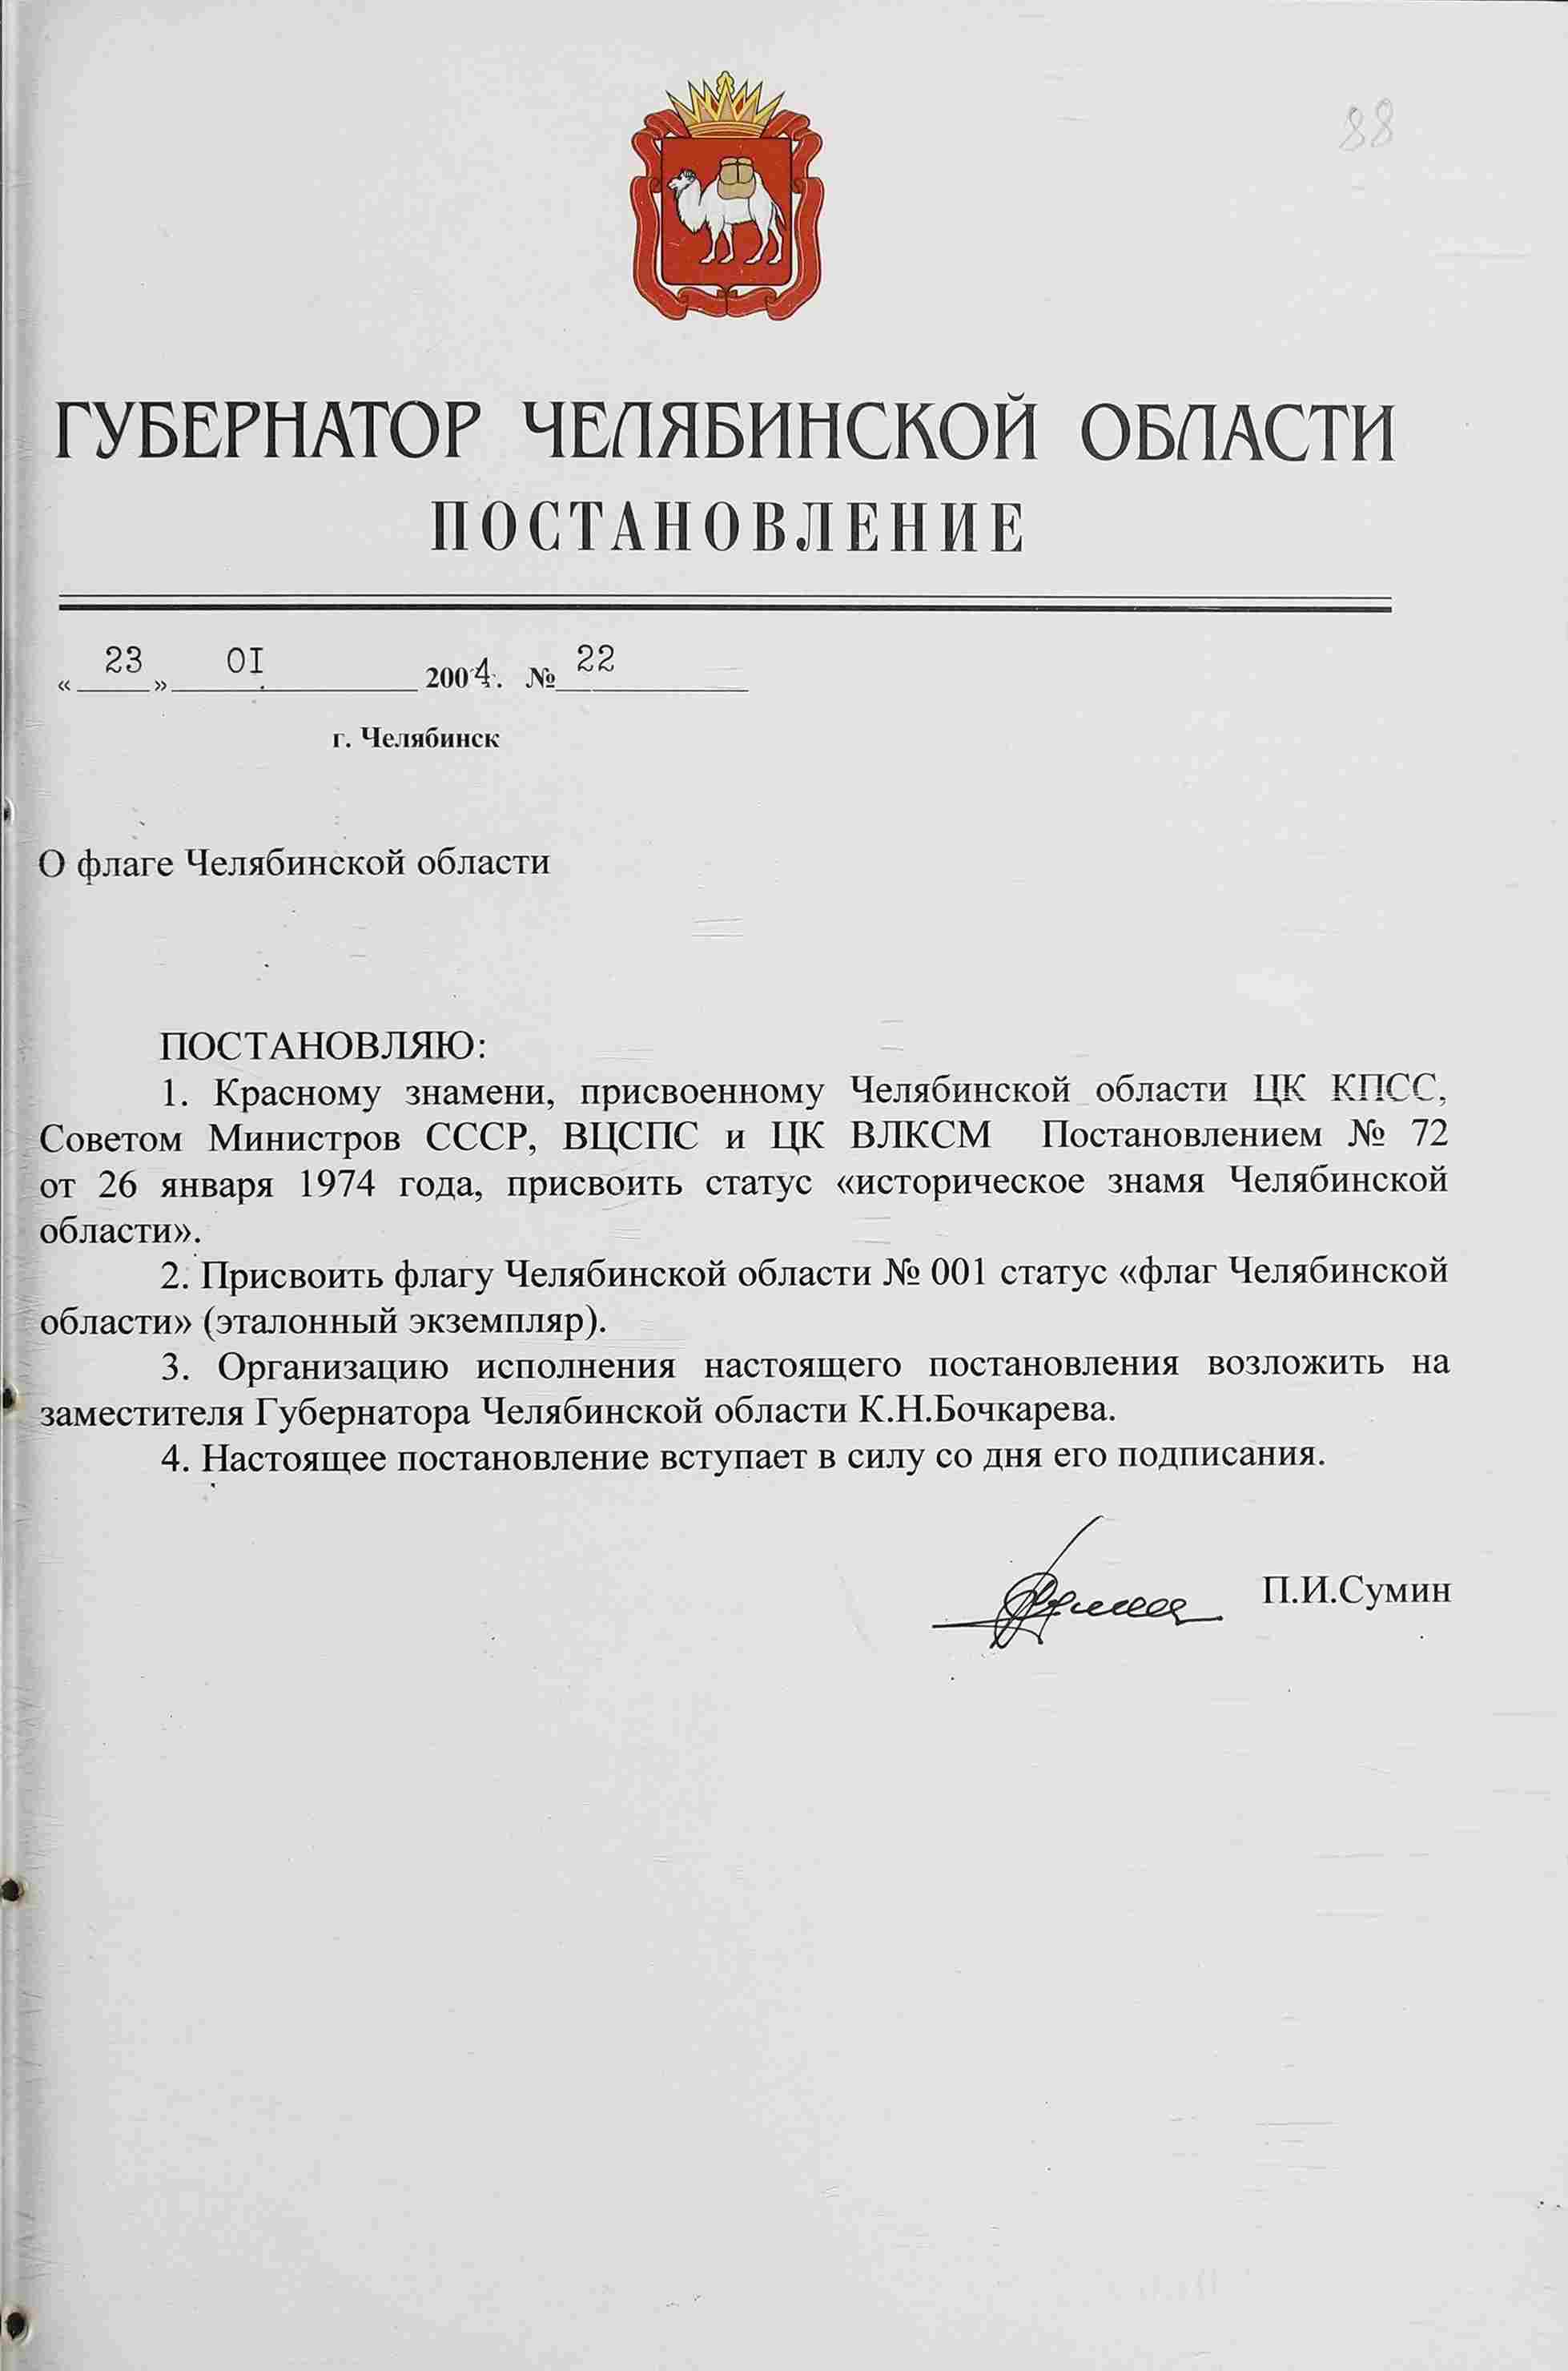 88
ГУБЕРНАТОР ЧЕЛЯБИНСКОЙ ОБЛАСТИ
ПОСТАНОВЛЕНИЕ
« 23 » 0I 2004. № 22
г. Челябинск
О флаге Челябинской области
ПОСТАНОВЛЯЮ:
1. Красному знамени, присвоенному Челябинской области ЦК КПСС,
Советом Министров СССР, ВЦСПС и ЦК ВЛКСМ Постановлением № 72
от 26 января 1974 года, присвоить статус «историческое знамя Челябинской
области».
2. Присвоить флагу Челябинской области № 001 статус «флаг Челябинской
области» (эталонный экземпляр).
3. Организацию исполнения настоящего постановления возложить на
заместителя Губернатора Челябинской области К.Н.Бочкарева.
4. Настоящее постановление вступает в силу со дня его подписания.
П.И.Сумин